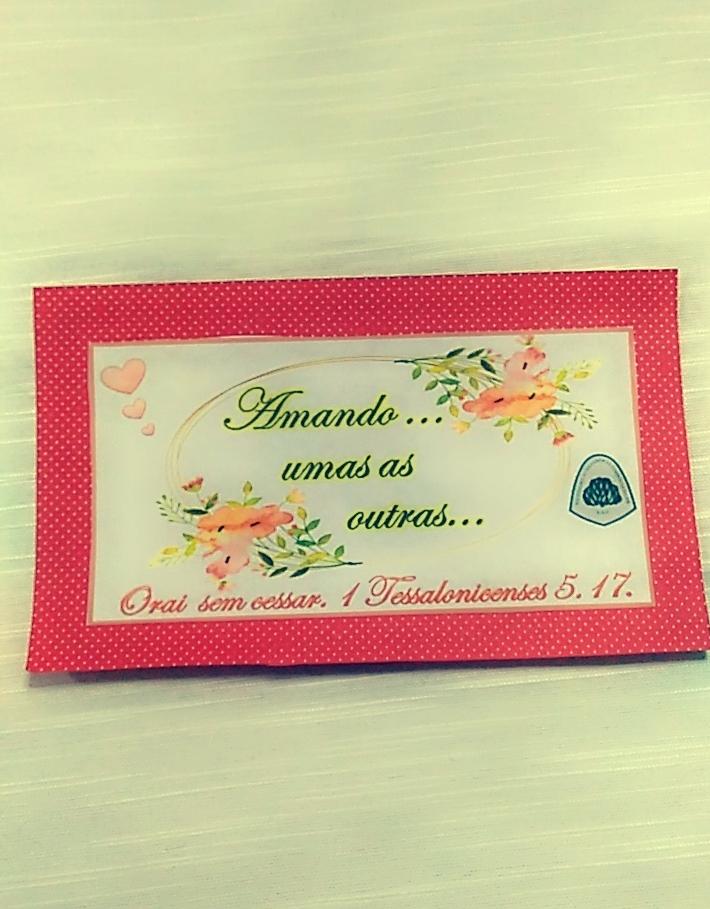 Amando...
umas as
outras...
Orai sem cessar. 1 Tessalonicenses 5. 17.